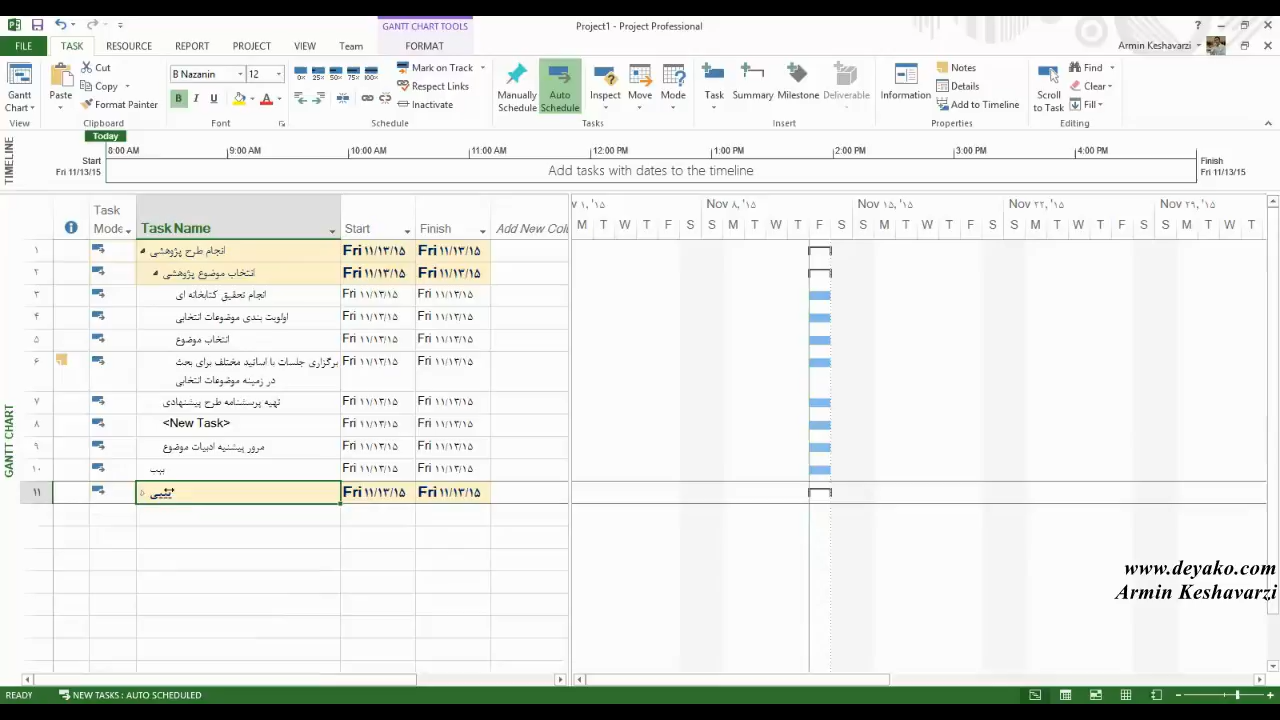 GANTT CHART TOOLS
Project1 - Project Professional
FILE TASK RESOURCE REPORT PROJECT VIEW Team FORMAT
Armin Keshavarzi
Gantt Chart
View
Paste
Cut
Copy
Format Painter
Clipboard
B Nazanin 12
B I U A
Font
0% 25% 50% 75% 100%
Mark on Track
Respect Links
Inactivate
Schedule
Manually Schedule
Auto Schedule
Inspect
Move
Mode
Tasks
Task
Summary
Milestone
Deliverable
Insert
Information
Notes
Details
Add to Timeline
Properties
Scroll to Task
Find
Clear
Fill
Editing
TIMELINE
Today
8:00 AM 9:00 AM 10:00 AM 11:00 AM 12:00 PM 1:00 PM 2:00 PM 3:00 PM 4:00 PM
Start
Fri 11/13/15
Add tasks with dates to the timeline
Finish
Fri 11/13/15
GANTT CHART
Task Mode Task Name Start Finish Add New Colu
v ۱, '۱۵ Nov ۸, '۱۵ Nov ۱۵, '۱۵ Nov ۲۲, '۱۵ Nov ۲۹, '۱۵
M T W T F S S M T W T F S S M T W T F S S M T W T F S S M T W T
۱ انجام طرح پژوهشی Fri ۱۱/۱۳/۱۵ Fri ۱۱/۱۳/۱۵
۲ انتخاب موضوع پژوهشی Fri ۱۱/۱۳/۱۵ Fri ۱۱/۱۳/۱۵
۳ انجام تحقیق کتابخانه ای Fri ۱۱/۱۳/۱۵ Fri ۱۱/۱۳/۱۵
۴ اولویت بندی موضوعات انتخابی Fri ۱۱/۱۳/۱۵ Fri ۱۱/۱۳/۱۵
۵ انتخاب موضوع Fri ۱۱/۱۳/۱۵ Fri ۱۱/۱۳/۱۵
۶ برگزاری جلسات با اساتید مختلف برای بحث Fri ۱۱/۱۳/۱۵ Fri ۱۱/۱۳/۱۵
در زمینه موضوعات انتخابی
۷ تهیه پرسشنامه طرح پیشنهادی Fri ۱۱/۱۳/۱۵ Fri ۱۱/۱۳/۱۵
۸ <New Task> Fri ۱۱/۱۳/۱۵ Fri ۱۱/۱۳/۱۵
۹ مرور پیشنیه ادبیات موضوع Fri ۱۱/۱۳/۱۵ Fri ۱۱/۱۳/۱۵
۱۰ Fri ۱۱/۱۳/۱۵ Fri ۱۱/۱۳/۱۵
۱۱ Fri ۱۱/۱۳/۱۵ Fri ۱۱/۱۳/۱۵
www.deyako.com
Armin Keshavarzi
READY NEW TASKS : AUTO SCHEDULED